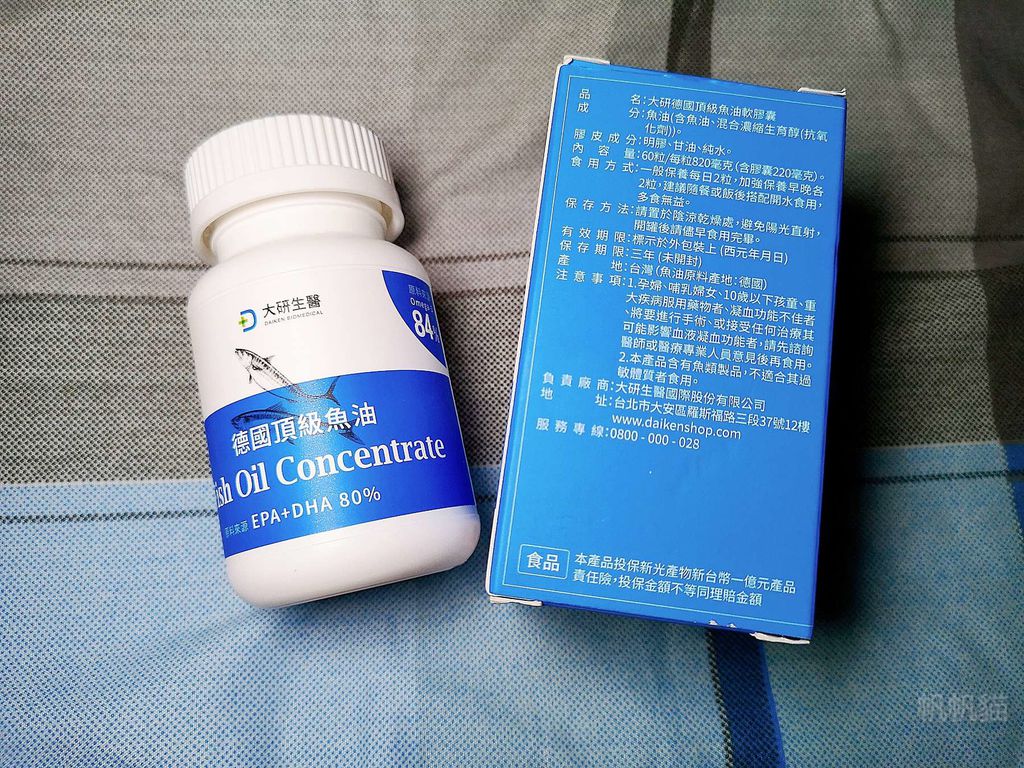 大研生醫
DAIKEN BIOMEDICAL
原料來源
Omega-3
84%
德國頂級魚油
ish Oil Concentrate
原料來源 EPA+DHA 80%
品名:大研德國頂級魚油軟膠囊
成分:魚油(含魚油、混合濃縮生育醇(抗氧
化劑))。
膠皮成分:明膠、甘油、純水。
內容量:60粒/每粒820毫克(含膠囊220毫克)。
食用方式:一般保養每日2粒,加強保養早晚各
2粒,建議隨餐或飯後搭配開水食用,
多食無益。
保存方法:請置於陰涼乾燥處,避免陽光直射,
開罐後請儘早食用完畢。
有效期限:標示於外包裝上(西元年月日)
保存期限:三年(未開封)
產地:台灣(魚油原料產地:德國)
注意事項:1.孕婦、哺乳婦女、10歲以下孩童、重
大疾病服用藥物者、凝血功能不佳者
、將要進行手術、或接受任何治療其
可能影響血液凝血功能者,請先諮詢
醫師或醫療專業人員意見後再食用。
2.本產品含有魚類製品,不適合其過
敏體質者食用。
負責廠商:大研生醫國際股份有限公司
地址:台北市大安區羅斯福路三段37號12樓
www.daikenshop.com
服務專線:0800-000-028
食品
本產品投保新光產物新台幣一億元產品
責任險,投保金額不等同理賠金額
帆帆貓